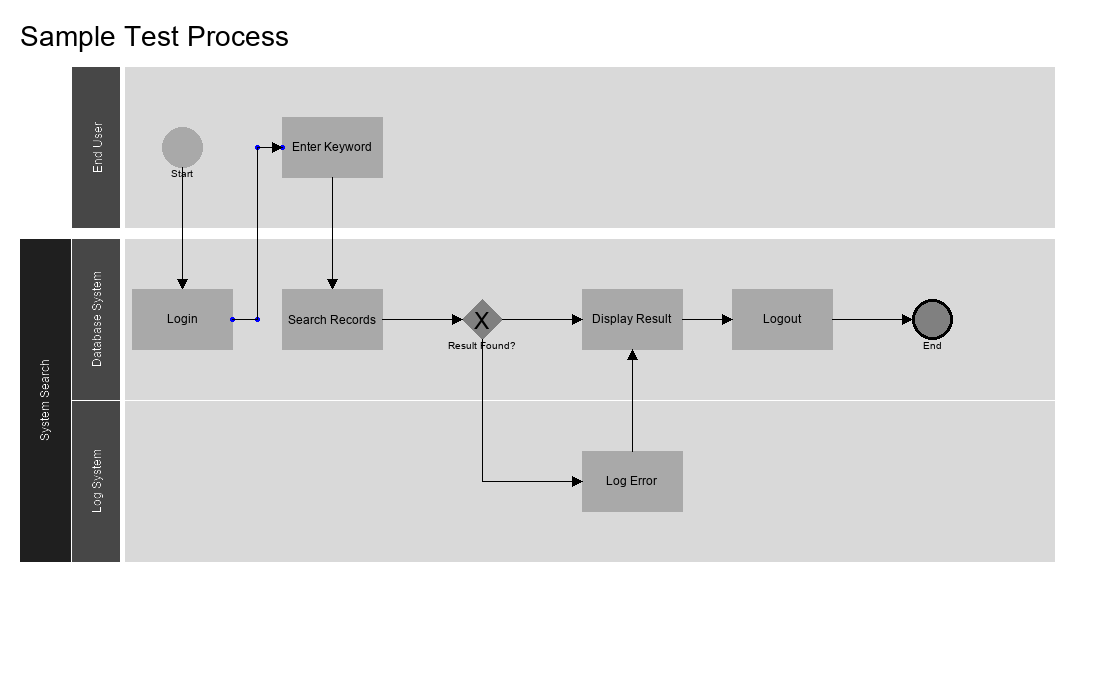 Sample Test Process
End User
Start
Enter Keyword
System Search
Database System
Login
Search Records
X
Result Found?
Display Result
Logout
End
Log System
Log Error